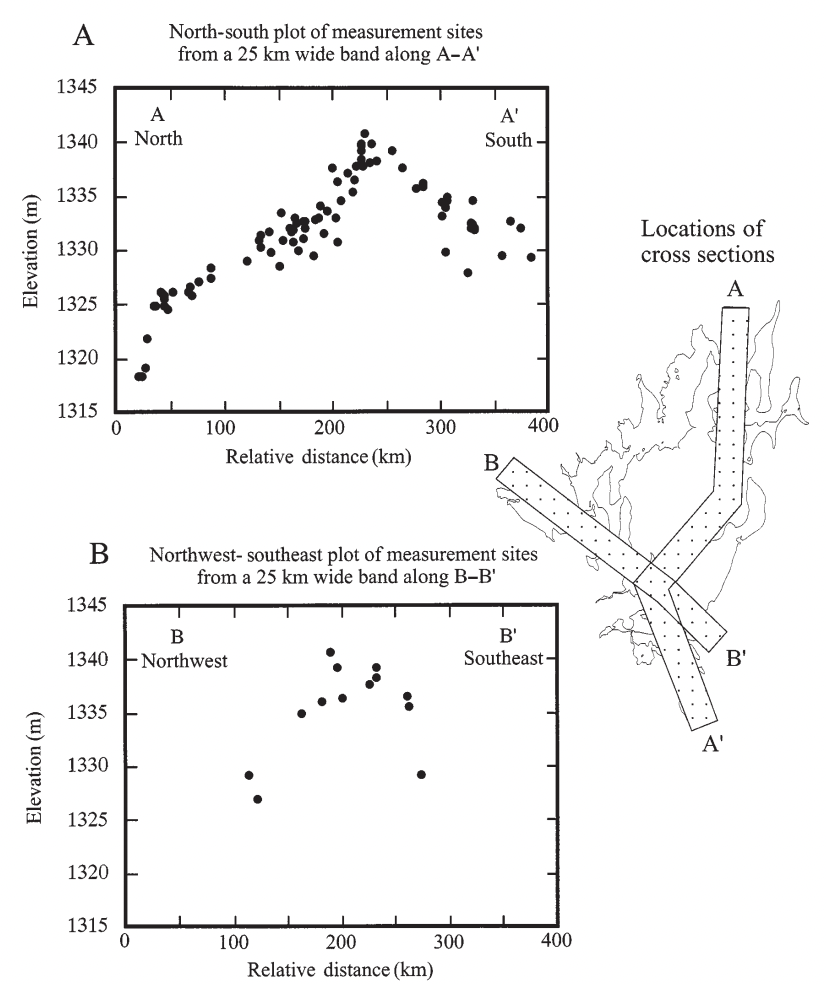 A
North-south plot of measurement sites
from a 25 km wide band along A–A'
1345
1340
1335
1330
1325
1320
1315
Elevation (m)
A
North
A'
South
0
100
200
300
400
Relative distance (km)
Locations of
cross sections
A
B
B'
A'
B
Northwest- southeast plot of measurement sites
from a 25 km wide band along B–B'
1345
1340
1335
1330
1325
1320
1315
Elevation (m)
B
Northwest
B'
Southeast
0
100
200
300
400
Relative distance (km)